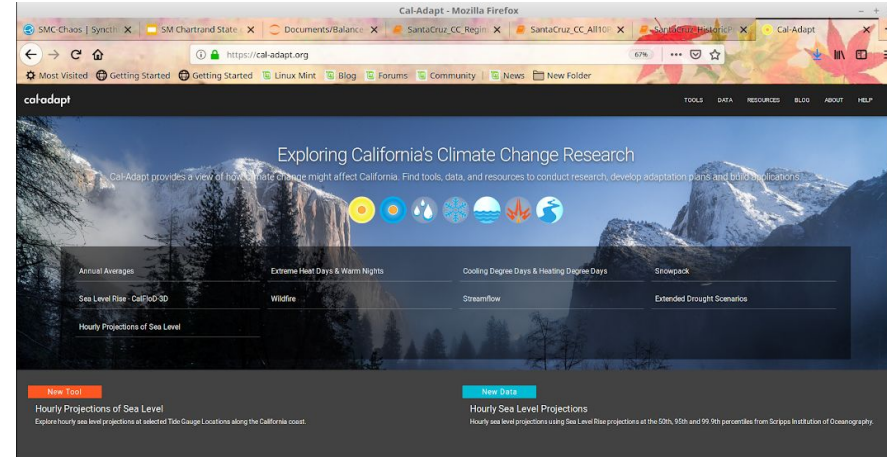 Cal-Adapt - Mozilla Firefox
SMC-Chaos | Syncth
SM Chartrand State
Documents/Balance
SantaCruz_CC_Region
SantaCruz_CC_All10
SantaCruz_Historic
Cal-Adapt
https://cal-adapt.org
67%
Most Visited Getting Started Getting Started Linux Mint Blog Forums Community News New Folder
cal-adapt
TOOLS DATA RESOURCES BLOG ABOUT HELP
Exploring California's Climate Change Research
Cal-Adapt provides a view of how climate change might affect California. Find tools, data, and resources to conduct research, develop adaptation plans and build applications.
Annual Averages Extreme Heat Days & Warm Nights Cooling Degree Days & Heating Degree Days Snowpack
Sea Level Rise - CalFloD-3D Wildfire Streamflow Extended Drought Scenarios
Hourly Projections of Sea Level
New Tool
Hourly Projections of Sea Level
Explore hourly sea level projections at selected Tide Gauge Locations along the California coast.
New Data
Hourly Sea Level Projections
Hourly sea level projections using Sea Level Rise projections at the 50th, 95th and 99.9th percentiles from Scripps Institution of Oceanography.